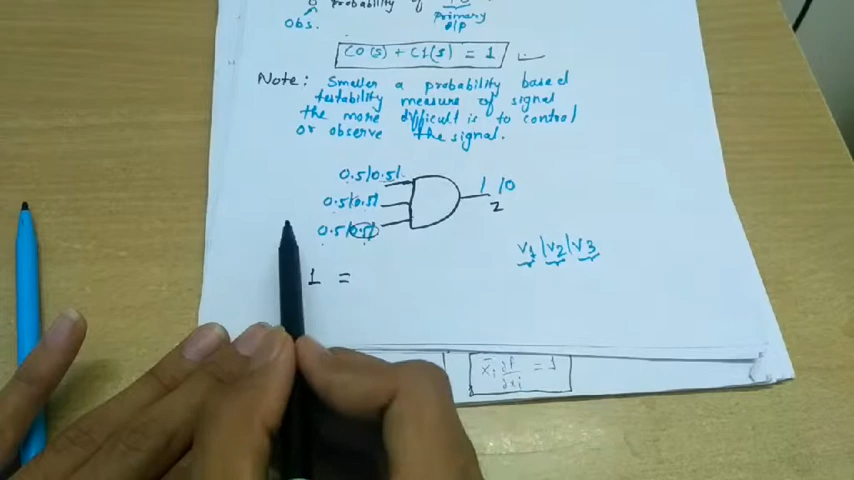 Probability of
Primary
Obs.
O/P
C0(s) + C1(s) = 1
Note: Smaller a probability based
testability measure of signal
the more difficult is to control
or observe the signal.
0.5/0.5/
0.5/0.5/
0.5/0.5/
/ /0
z
v1/v2/v3
1 =
= 1